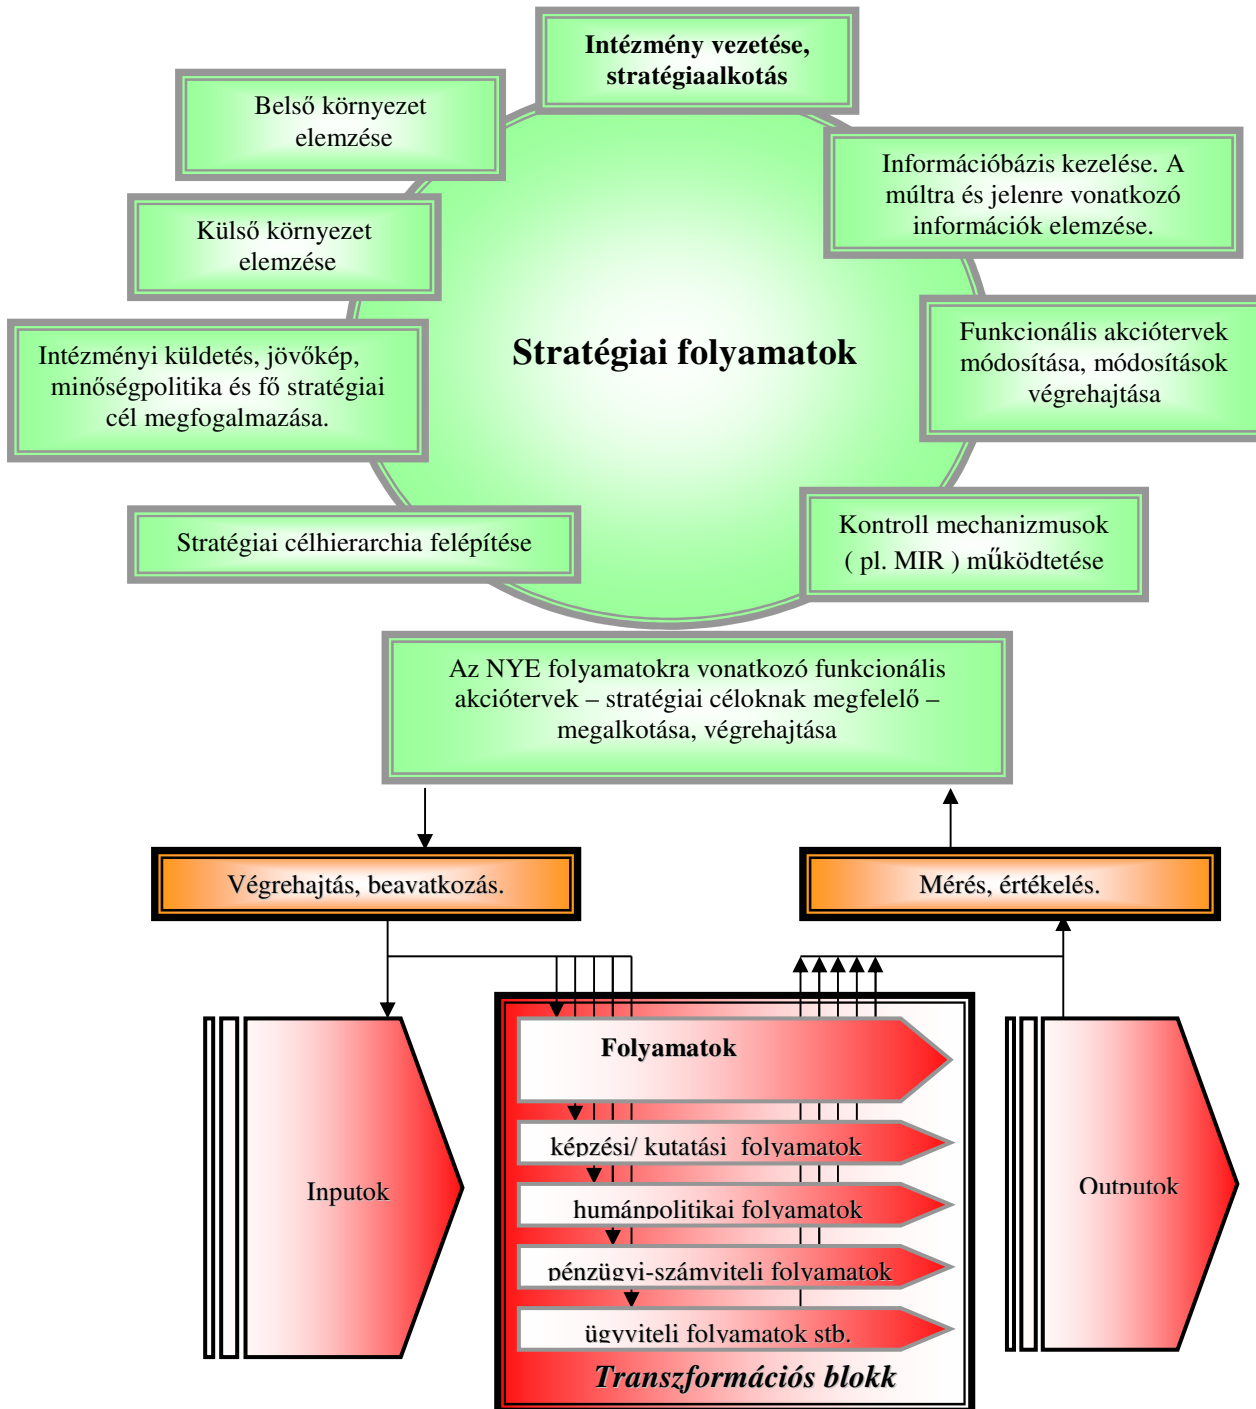 Intézmény vezetése,
stratégiaalkotás
Belső környezet
elemzése
Információbázis kezelése. A
múltra és jelenre vonatkozó
információk elemzése.
Külső környezet
elemzése
Stratégiai folyamatok
Funkcionális akciótervek
módosítása, módosítások
végrehajtása
Intézményi küldetés, jövőkép,
minőségpolitika és fő stratégiai
cél megfogalmazása.
Stratégiai célhierarchia felépítése
Kontroll mechanizmusok
( pl. MIR ) működtetése
Az NYE folyamatokra vonatkozó funkcionális
akciótervek – stratégiai céloknak megfelelő –
megalkotása, végrehajtása
Végrehajtás, beavatkozás.
Mérés, értékelés.
Folyamatok
képzési/ kutatási folyamatok
Inputok
humánpolitikai folyamatok
Outputok
pénzügyi-számviteli folyamatok
ügyviteli folyamatok stb.
Transzformációs blokk